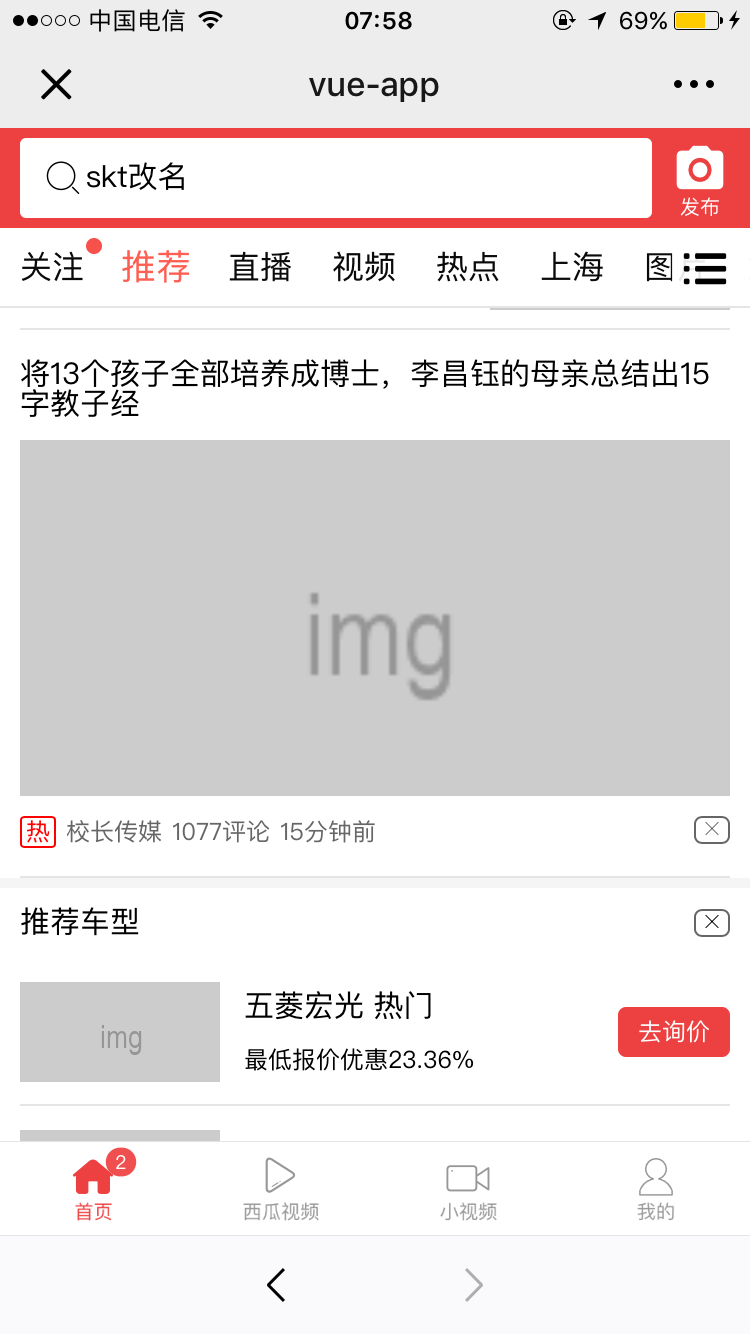 中国电信 07:58 69%
vue-app
skt改名
发布
关注 推荐 直播 视频 热点 上海 图
将13个孩子全部培养成博士，李昌钰的母亲总结出15
字教子经
img
热 校长传媒 1077评论 15分钟前
推荐车型
img
五菱宏光 热门
最低报价优惠23.36%
去询价
2
首页 西瓜视频 小视频 我的